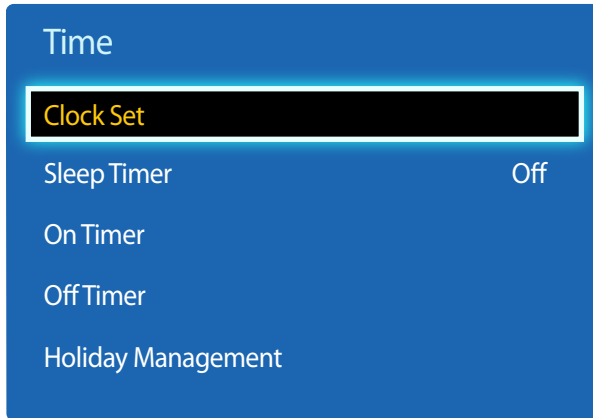 Time
Clock Set
Sleep Timer Off
On Timer
Off Timer
Holiday Management